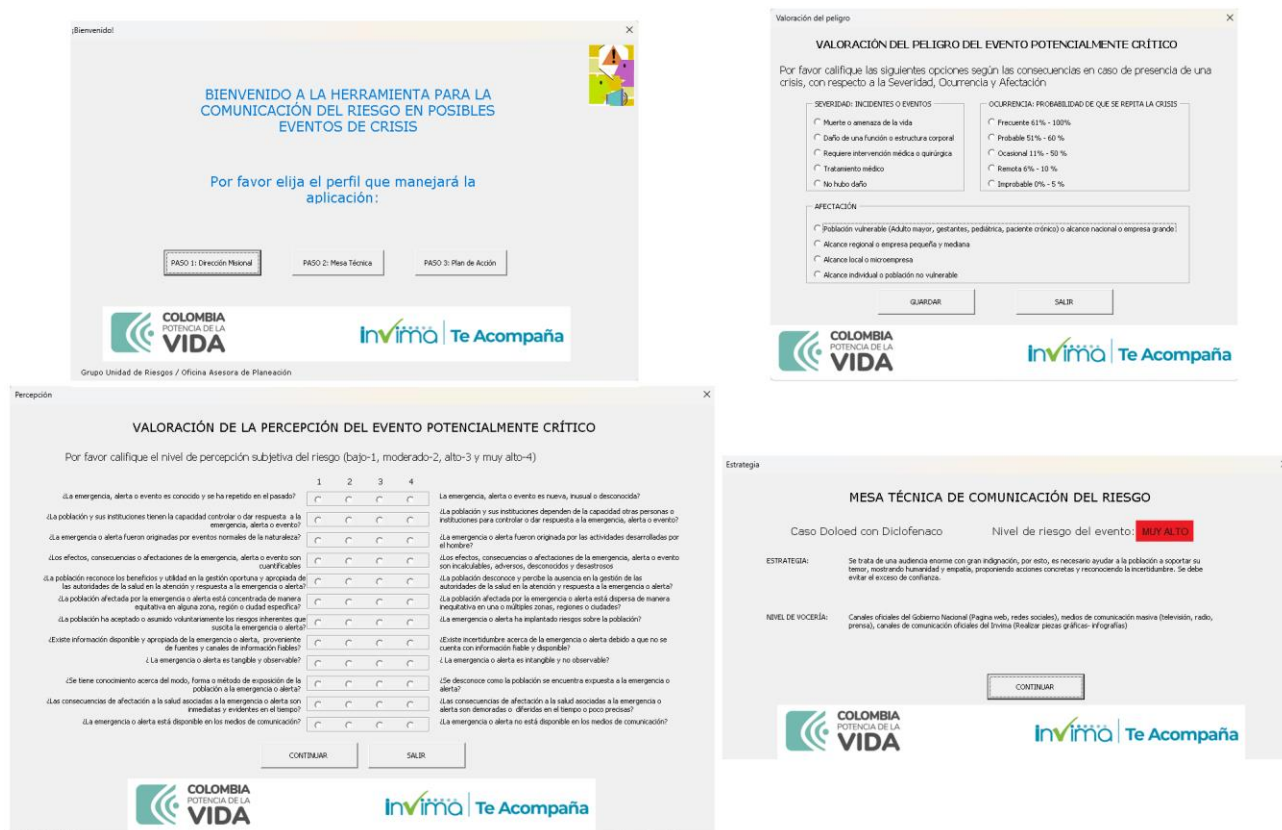 ¡Bienvenido!
BIENVENIDO A LA HERRAMIENTA PARA LA
COMUNICACIÓN DEL RIESGO EN POSIBLES
EVENTOS DE CRISIS
Por favor elija el perfil que manejará la
aplicación:
PASO 1: Dirección Misional
PASO 2: Mesa Técnica
PASO 3: Plan de Acción
COLOMBIA
POTENCIA DE LA
VIDA
invima Te Acompaña
Grupo Unidad de Riesgos / Oficina Asesora de Planeación
Valoración del peligro
VALORACIÓN DEL PELIGRO DEL EVENTO POTENCIALMENTE CRÍTICO
Por favor califique las siguientes opciones según las consecuencias en caso de presencia de una
crisis, con respecto a la Severidad, Ocurrencia y Afectación
SEVERIDAD: INCIDENTES O EVENTOS
Muerte o amenaza de la vida
Daño de una función o estructura corporal
Requiere intervención médica o quirúrgica
Tratamiento médico
No hubo daño
OCURRENCIA: PROBABILIDAD DE QUE SE REPITA LA CRISIS
Frecuente 61% - 100%
Probable 51% - 60 %
Ocasional 11% - 50 %
Remota 6% - 10 %
Improbable 0% - 5 %
AFECTACIÓN
Población vulnerable (Adulto mayor, gestantes, pediátrica, paciente crónico) o alcance nacional o empresa grande
Alcance regional o empresa pequeña y mediana
Alcance local o microempresa
Alcance individual o población no vulnerable
GUARDAR
SALIR
COLOMBIA
POTENCIA DE LA
VIDA
invima Te Acompaña
Percepción
VALORACIÓN DE LA PERCEPCIÓN DEL EVENTO POTENCIALMENTE CRÍTICO
Por favor califique el nivel de percepción subjetiva del riesgo (bajo-1, moderado-2, alto-3 y muy alto-4)
1 2 3 4
¿La emergencia, alerta o evento es conocido y se ha repetido en el pasado?
La emergencia, alerta o evento es nueva, inusual o desconocida?
¿La población y sus instituciones tienen la capacidad controlar o dar respuesta a la
emergencia, alerta o evento?
¿La población y sus instituciones dependen de la capacidad otras personas o
instituciones para controlar o dar respuesta a la emergencia, alerta o evento?
¿La emergencia o alerta fueron originadas por eventos normales de la naturaleza?
¿La emergencia o alerta fueron originada por las actividades desarrolladas por
el hombre?
¿Los efectos, consecuencias o afectaciones de la emergencia, alerta o evento son
cuantificables
¿Los efectos, consecuencias o afectaciones de la emergencia, alerta o evento
son incalculables, adversos, desconocidos y desastrosos
¿La población reconoce los beneficios y utilidad en la gestión oportuna y apropiada de
las autoridades de la salud en la atención y respuesta a la emergencia o alerta?
¿La población desconoce y percibe la ausencia en la gestión de las
autoridades de la salud en la atención y respuesta a la emergencia o alerta?
¿La población afectada por la emergencia o alerta está concentrada de manera
equitativa en alguna zona, región o ciudad especifica?
¿La población afectada por la emergencia o alerta está dispersa de manera
inequitativa en una o múltiples zonas, regiones o ciudades?
¿La población ha aceptado o asumido voluntariamente los riesgos inherentes que
suscita la emergencia o alerta?
¿La emergencia o alerta ha implantado riesgos sobre la población?
¿Existe información disponible y apropiada de la emergencia o alerta, proveniente
de fuentes y canales de información fiables?
¿Existe incertidumbre acerca de la emergencia o alerta debido a que no se
cuenta con información fiable y disponible?
¿ La emergencia o alerta es tangible y observable?
¿ La emergencia o alerta es intangible y no observable?
¿Se tiene conocimiento acerca del modo, forma o método de exposición de la
población a la emergencia o alerta?
¿Se desconoce como la población se encuentra expuesta a la emergencia o
alerta?
¿Las consecuencias de afectación a la salud asociadas a la emergencia o alerta son
inmediatas y evidentes en el tiempo?
¿Las consecuencias de afectación a la salud asociadas a la emergencia o
alerta son demoradas o diferidas en el tiempo o poco precisas?
¿La emergencia o alerta está disponible en los medios de comunicación?
¿La emergencia o alerta no está disponible en los medios de comunicación?
CONTINUAR
SALIR
COLOMBIA
POTENCIA DE LA
VIDA
invima Te Acompaña
Estrategia
MESA TÉCNICA DE COMUNICACIÓN DEL RIESGO
Caso Doloed con Diclofenaco
Nivel de riesgo del evento: MUY ALTO
ESTRATEGIA:
Se trata de una audiencia enorme con gran indignación, por esto, es necesario ayudar a la población a soportar su
temor, mostrando humanidad y empatía, proponiendo acciones concretas y reconociendo la incertidumbre. Se debe
evitar el exceso de confianza.
NIVEL DE VOCERÍA:
Canales oficiales del Gobierno Nacional (Pagina web, redes sociales), medios de comunicación masiva (televisión, radio,
prensa), canales de comunicación oficiales del Invima (Realizar piezas gráficas- infografías)
CONTINUAR
COLOMBIA
POTENCIA DE LA
VIDA
invima Te Acompaña